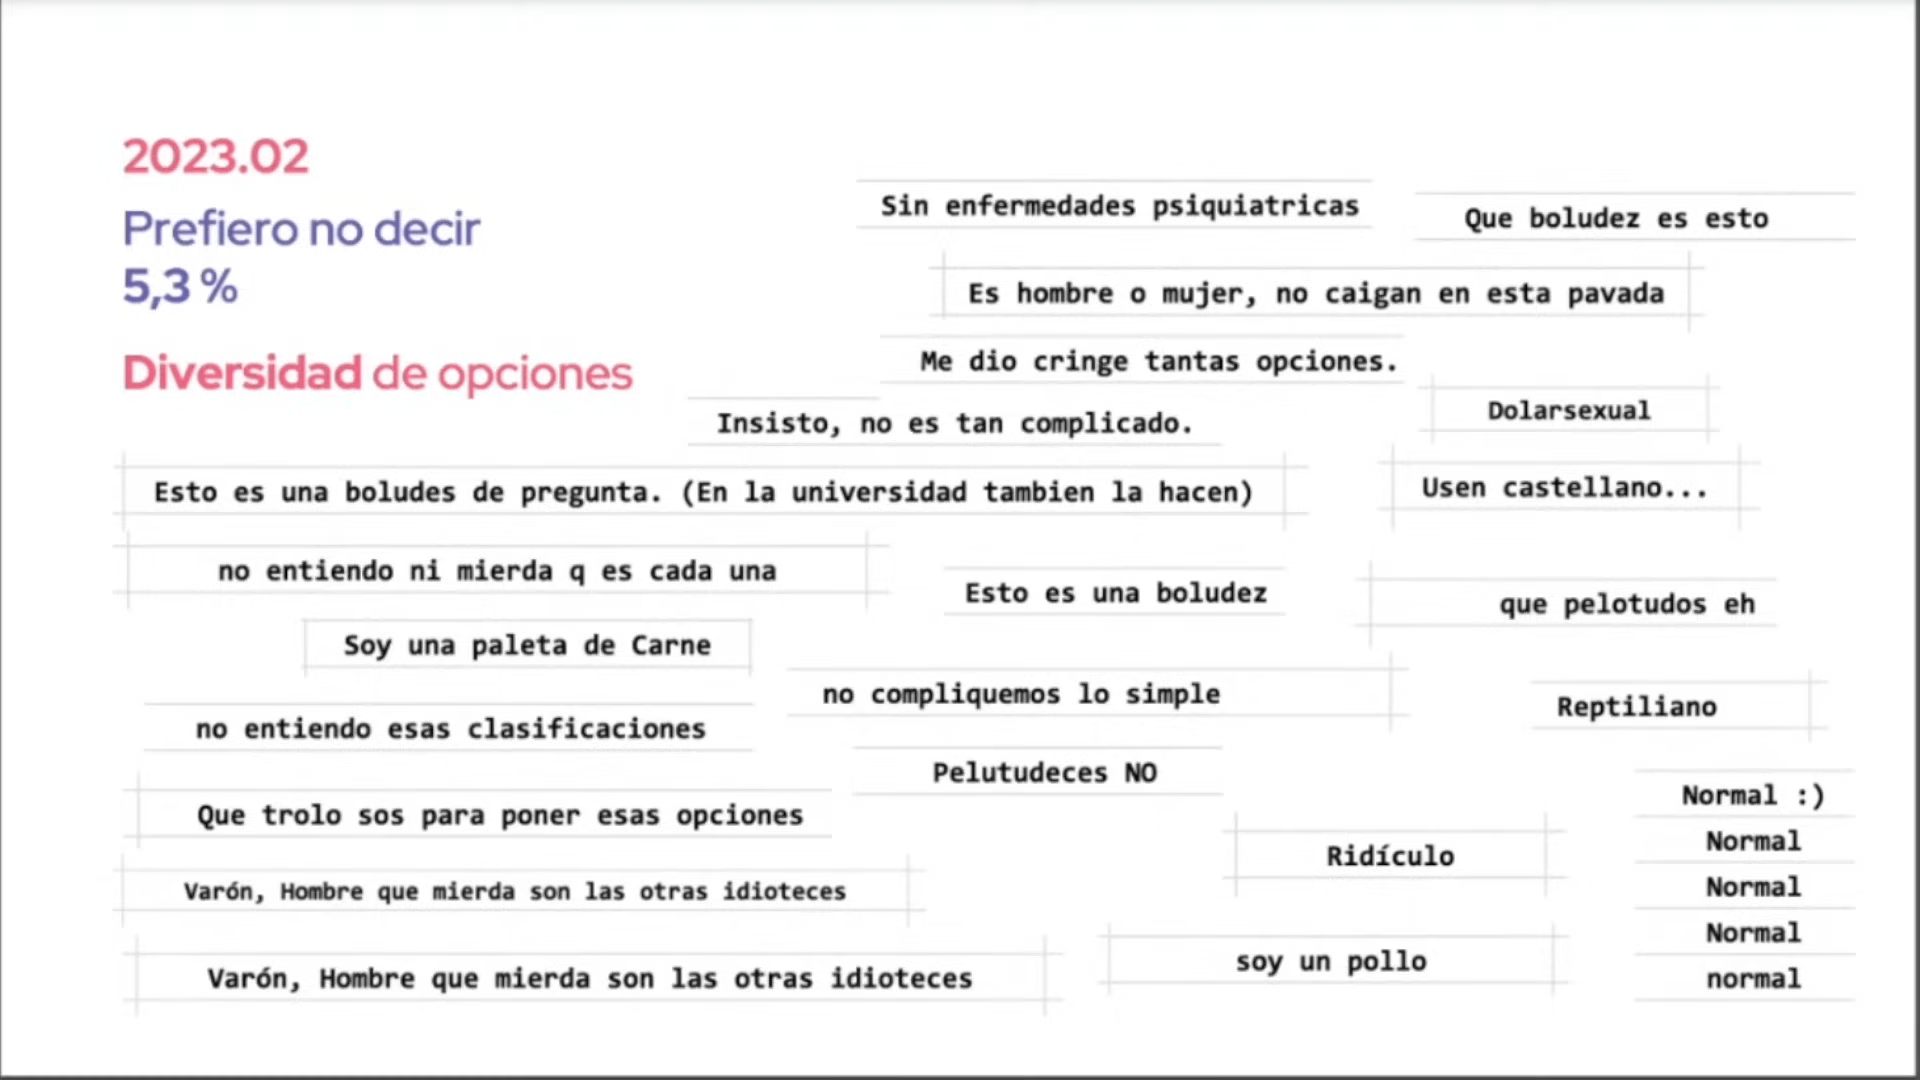 2023.02
Prefiero no decir
5,3 %
Diversidad de opciones
Sin enfermedades psiquiatricas
Que boludez es esto
Es hombre o mujer, no caigan en esta pavada
Me dio cringe tantas opciones.
Dolarsexual
Insisto, no es tan complicado.
Esto es una boludes de pregunta. (En la universidad tambien la hacen)
Usen castellano...
no entiendo ni mierda q es cada una
Esto es una boludez
que pelotudos eh
Soy una paleta de Carne
no compliquemos lo simple
Reptiliano
no entiendo esas clasificaciones
Pelutudeces NO
Que trolo sos para poner esas opciones
Ridículo
Varón, Hombre que mierda son las otras idioteces
Varón, Hombre que mierda son las otras idioteces
soy un pollo
Normal :)
Normal
Normal
Normal
normal